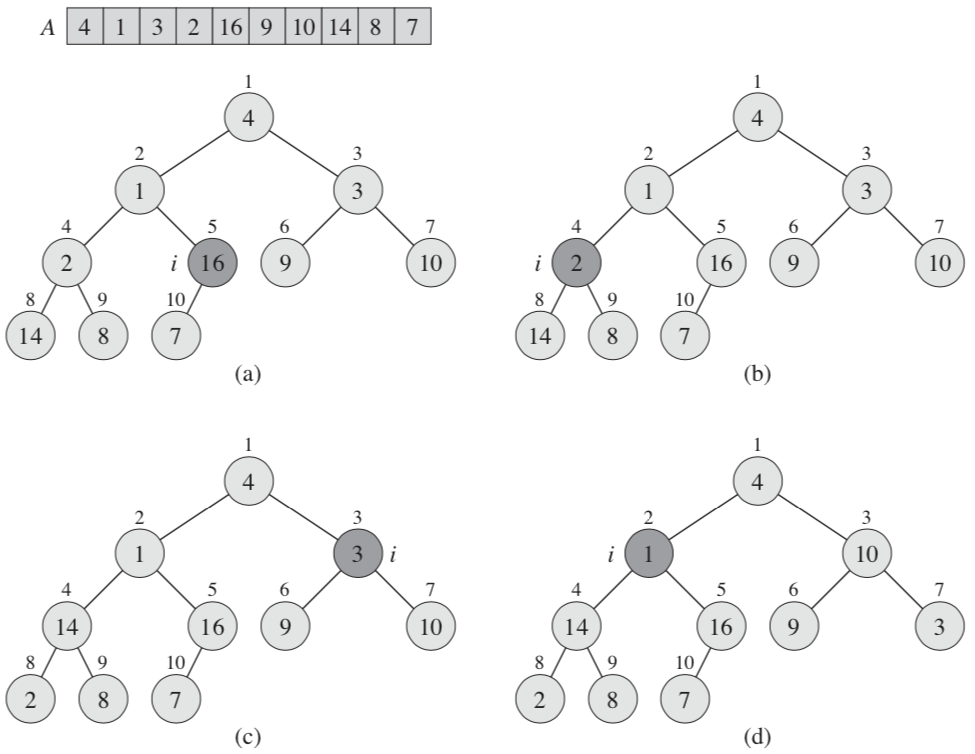 A 4 1 3 2 16 9 10 14 8 7
1 1
4 4
2 3 2 3
1 3 1 3
4 5 6 7 4 5 6 7
2 i 16 9 10 i 2 16 9 10
8 9 10 8 9 10
14 8 7 14 8 7
(a) (b)
1 1
4 4
2 3 2 3
1 3 i i 1 10
4 5 6 7 4 5 6 7
14 16 9 10 14 16 9 3
8 9 10 8 9 10
2 8 7 2 8 7
(c) (d)